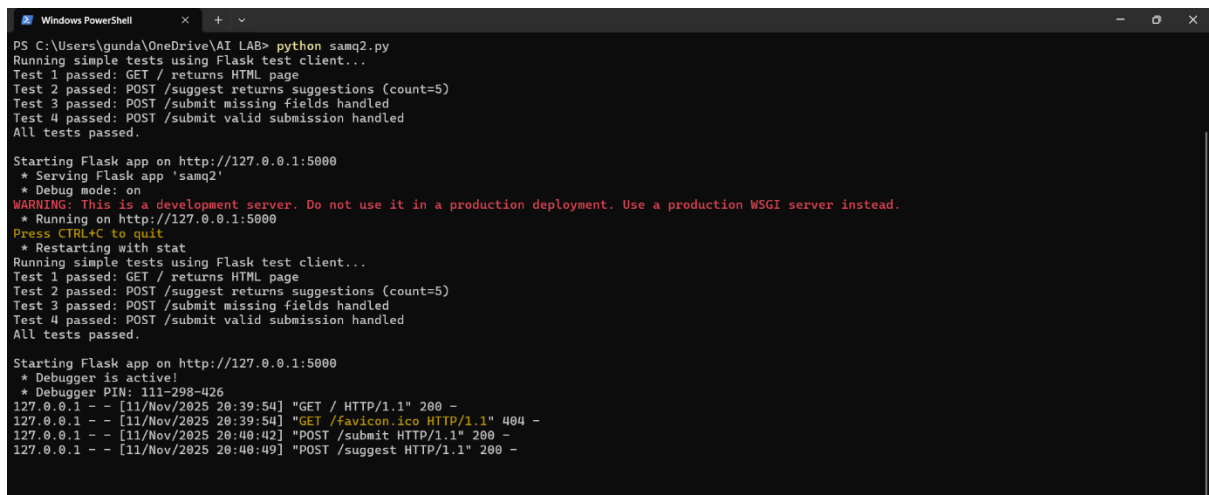 Windows PowerShell
PS C:\Users\gunda\OneDrive\AI LAB> python samq2.py
Running simple tests using Flask test client...
Test 1 passed: GET / returns HTML page
Test 2 passed: POST /suggest returns suggestions (count=5)
Test 3 passed: POST /submit missing fields handled
Test 4 passed: POST /submit valid submission handled
All tests passed.
Starting Flask app on http://127.0.0.1:5000
 * Serving Flask app 'samq2'
 * Debug mode: on
WARNING: This is a development server. Do not use it in a production deployment. Use a production WSGI server instead.
 * Running on http://127.0.0.1:5000
Press CTRL+C to quit
 * Restarting with stat
Running simple tests using Flask test client...
Test 1 passed: GET / returns HTML page
Test 2 passed: POST /suggest returns suggestions (count=5)
Test 3 passed: POST /submit missing fields handled
Test 4 passed: POST /submit valid submission handled
All tests passed.
Starting Flask app on http://127.0.0.1:5000
 * Debugger is active!
 * Debugger PIN: 111-298-426
127.0.0.1 - - [11/Nov/2025 20:39:54] "GET / HTTP/1.1" 200 -
127.0.0.1 - - [11/Nov/2025 20:39:54] "GET /favicon.ico HTTP/1.1" 404 -
127.0.0.1 - - [11/Nov/2025 20:40:42] "POST /submit HTTP/1.1" 200 -
127.0.0.1 - - [11/Nov/2025 20:40:49] "POST /suggest HTTP/1.1" 200 -